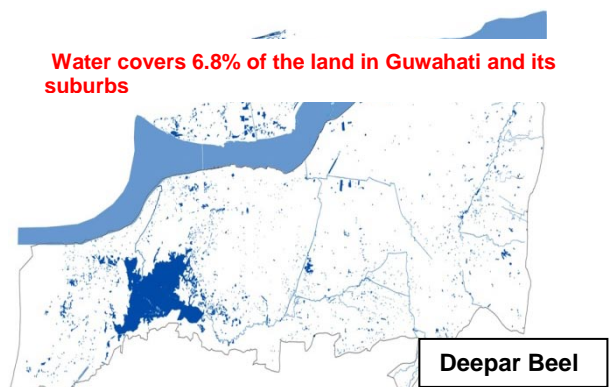 Water covers 6.8% of the land in Guwahati and its
suburbs
Deepar Beel